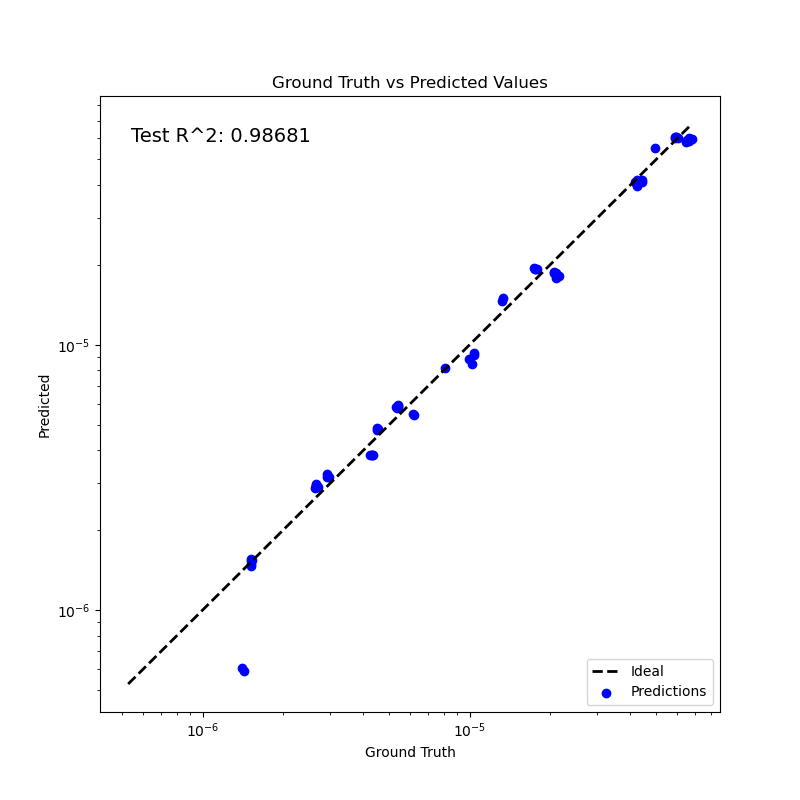 Ground Truth vs Predicted Values
Test R^2: 0.98681
10⁻⁵
10⁻⁶
Predicted
10⁻⁶
10⁻⁵
Ground Truth
Ideal
Predictions